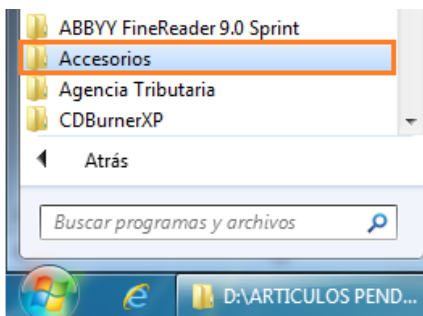 ABBYY FineReader 9.0 Sprint
Accesorios
Agencia Tributaria
CDBurnerXP
Atrás
Buscar programas y archivos
D:\ARTICULOS PEND...